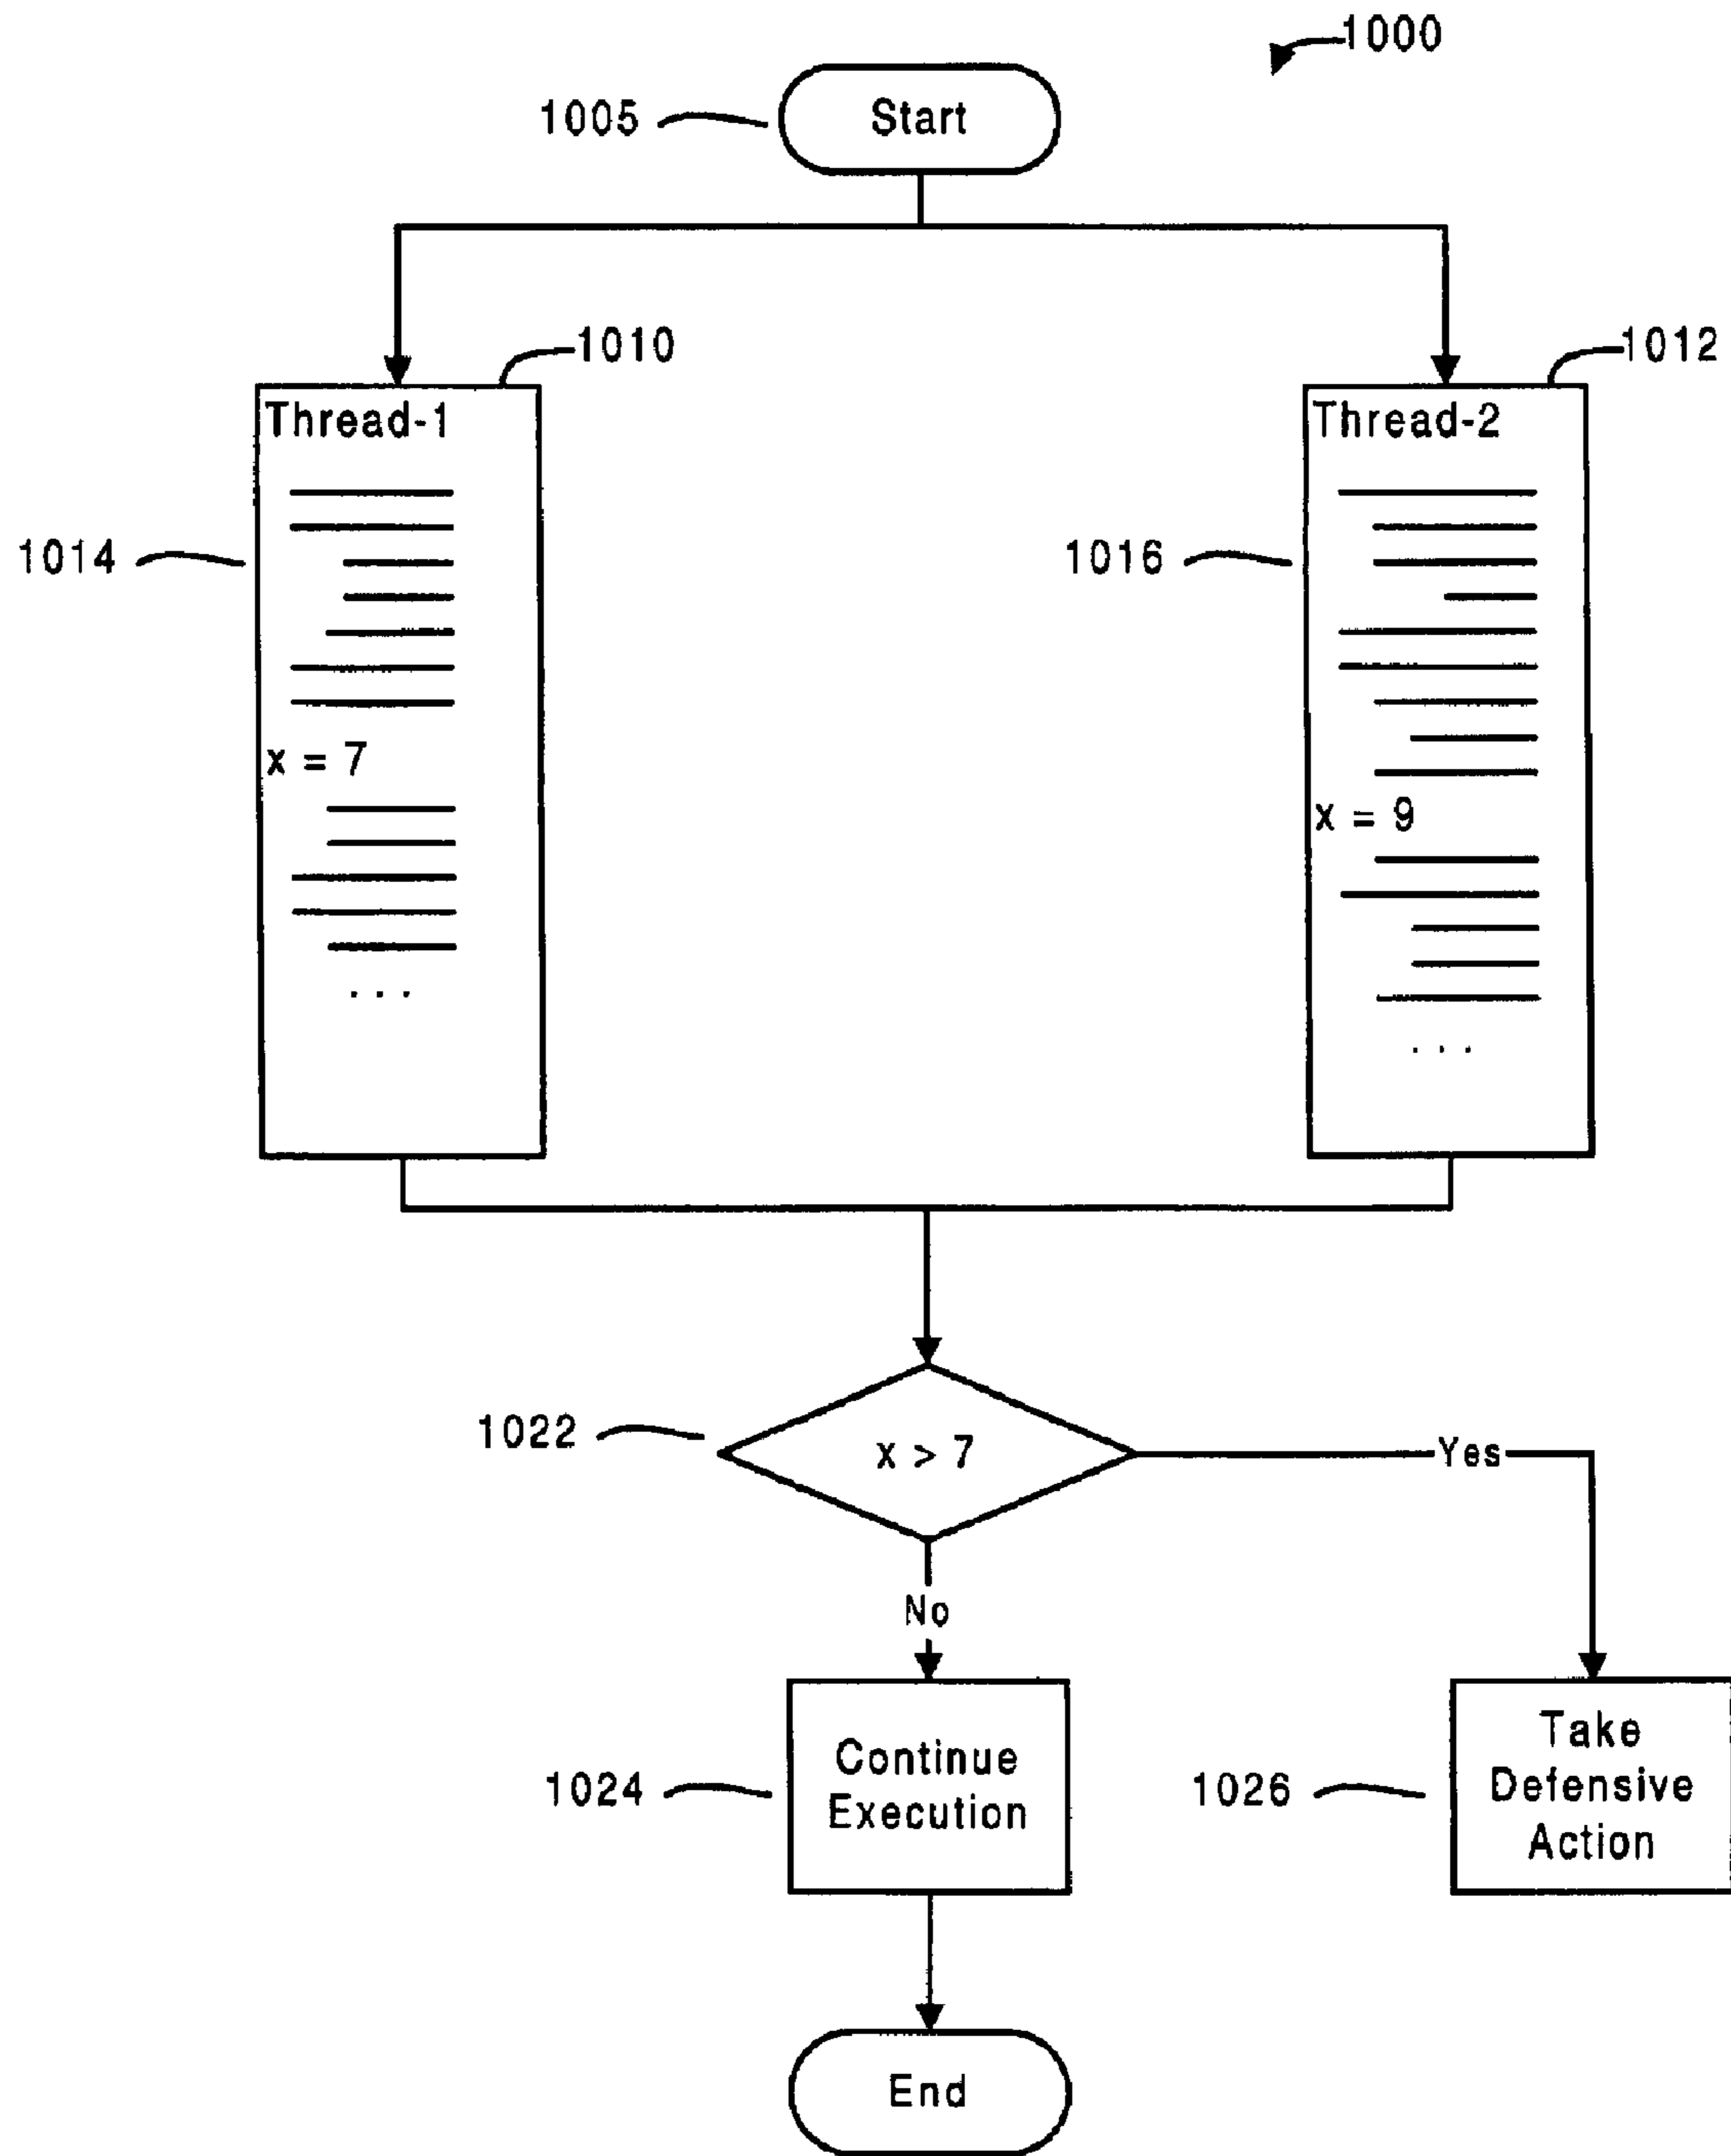 1000
1005
Start
1010
1012
Thread-1
Thread-2
1014
1016
x = 7
x = 9
. . .
. . .
1022
x > 7
Yes
No
1024
Continue
Execution
1026
Take
Defensive
Action
End